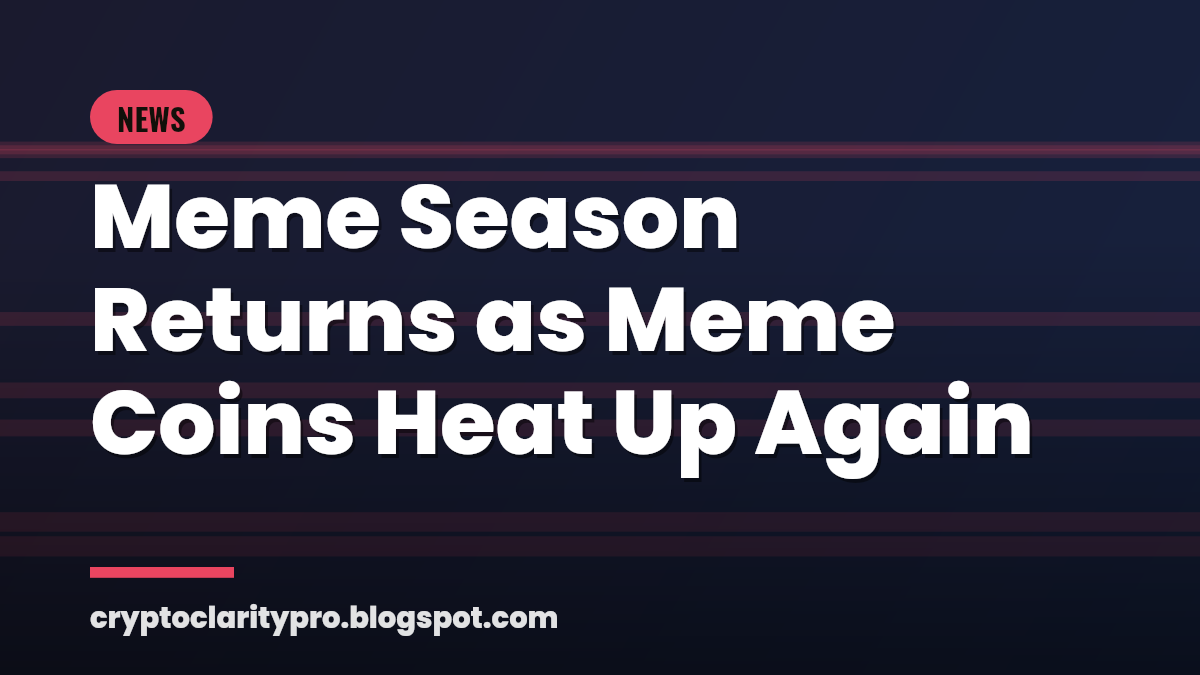 NEWS
Meme Season
Returns as Meme
Coins Heat Up Again
cryptoclaritypro.blogspot.com